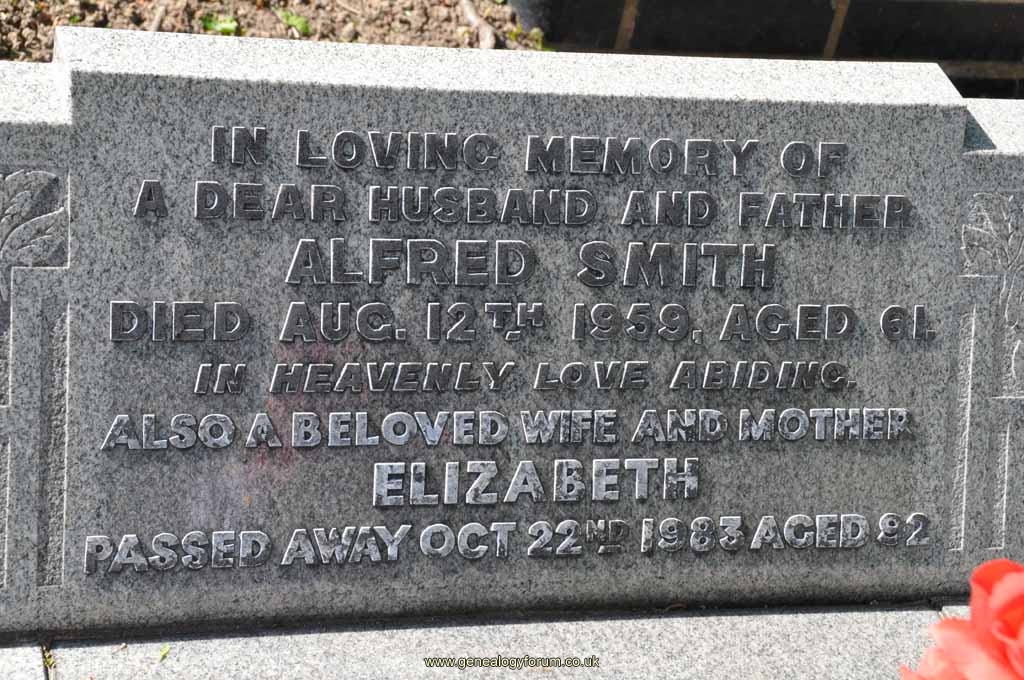 IN LOVING MEMORY OF
A DEAR HUSBAND AND FATHER
ALFRED SMITH
DIED AUG. 12TH 1959, AGED 61.
IN HEAVENLY LOVE ABIDING.
ALSO A BELOVED WIFE AND MOTHER
ELIZABETH
PASSED AWAY OCT 22ND 1983 AGED 92
www.genealogyforum.co.uk